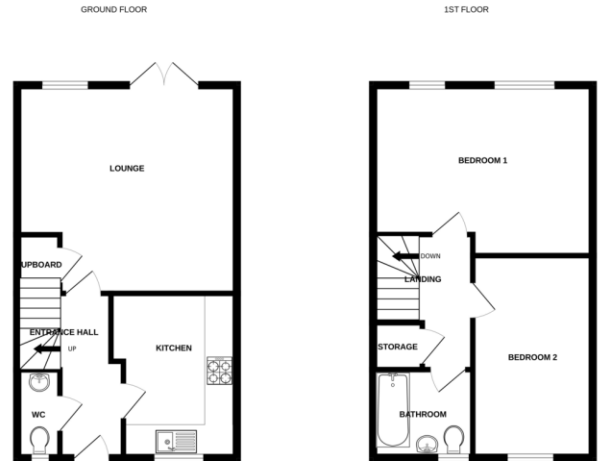 GROUND FLOOR
1ST FLOOR
LOUNGE
UPBOARD
ENTRANCE HALL
UP
KITCHEN
WC
BEDROOM 1
DOWN
LANDING
STORAGE
BEDROOM 2
BATHROOM